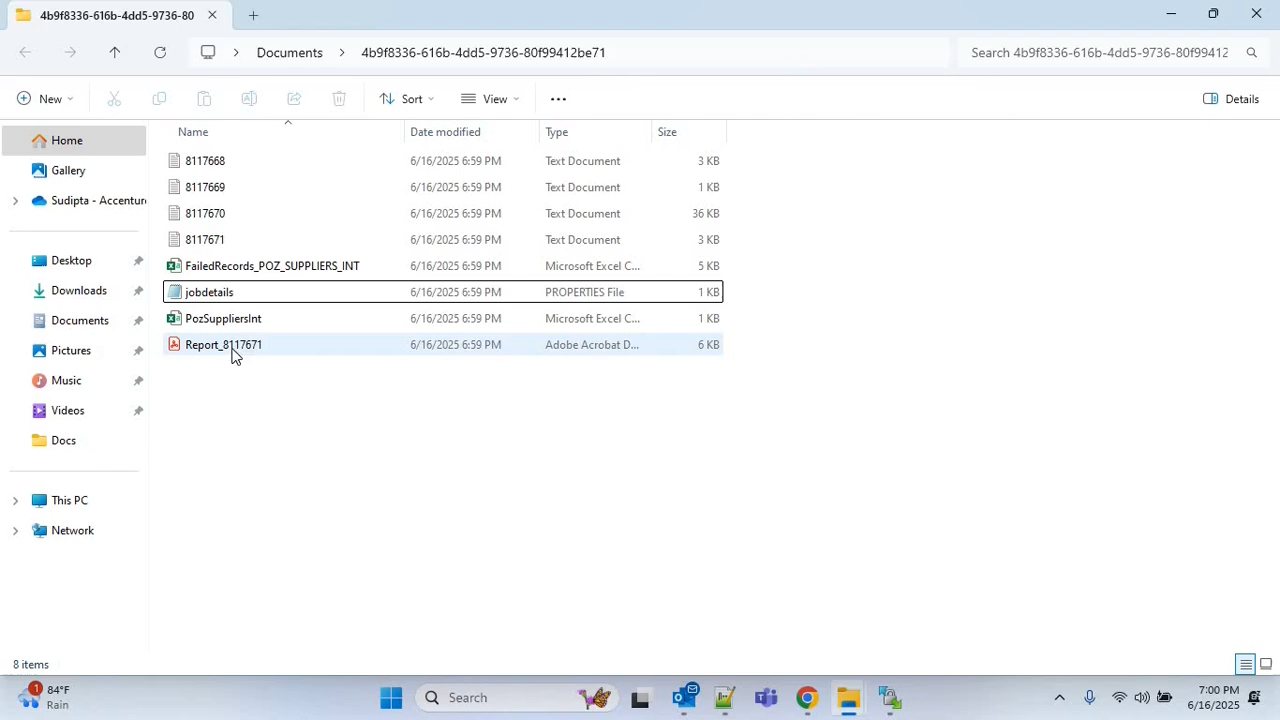 4b9f8336-616b-4dd5-9736-80
Documents
4b9f8336-616b-4dd5-9736-80f99412be71
Search 4b9f8336-616b-4dd5-9736-80f99412
New
Sort
View
Details
Name
Date modified
Type
Size
Home
Gallery
Sudipta - Accenture
Desktop
Downloads
Documents
Pictures
Music
Videos
Docs
This PC
Network
8117668 6/16/2025 6:59 PM Text Document 3 KB
8117669 6/16/2025 6:59 PM Text Document 1 KB
8117670 6/16/2025 6:59 PM Text Document 36 KB
8117671 6/16/2025 6:59 PM Text Document 3 KB
FailedRecords_POZ_SUPPLIERS_INT 6/16/2025 6:59 PM Microsoft Excel C... 5 KB
jobdetails 6/16/2025 6:59 PM PROPERTIES File 1 KB
PozSuppliersInt 6/16/2025 6:59 PM Microsoft Excel C... 1 KB
Report_8117671 6/16/2025 6:59 PM Adobe Acrobat D... 6 KB
8 items
1
84°F
Rain
Search
7:00 PM
6/16/2025